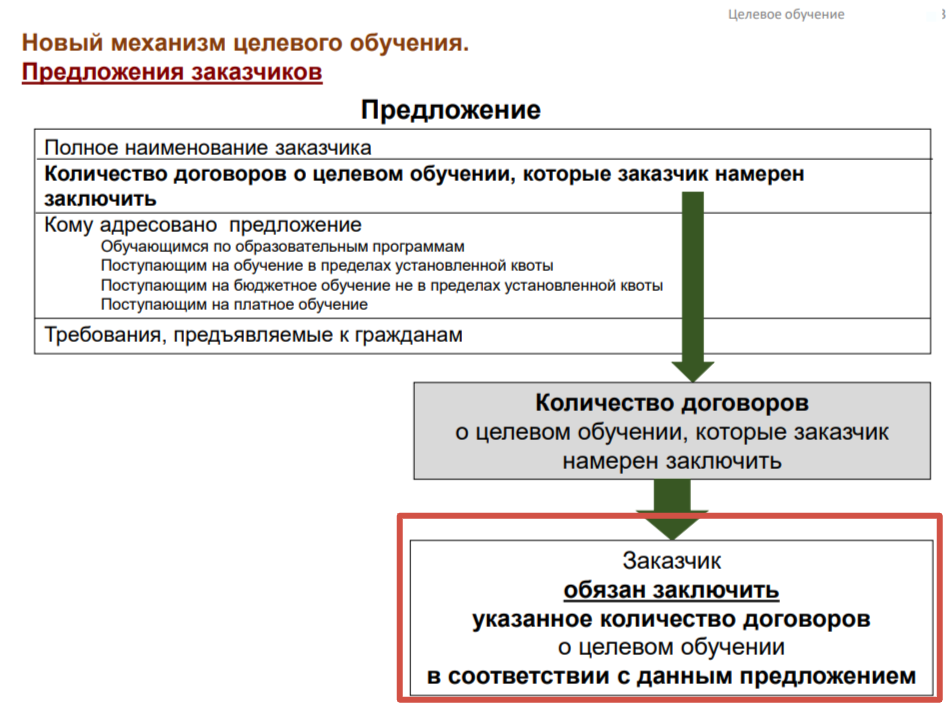 Целевое обучение
3
Новый механизм целевого обучения.
Предложения заказчиков
Предложение
Полное наименование заказчика
Количество договоров о целевом обучении, которые заказчик намерен
заключить
Кому адресовано предложение
Обучающимся по образовательным программам
Поступающим на обучение в пределах установленной квоты
Поступающим на бюджетное обучение не в пределах установленной квоты
Поступающим на платное обучение
Требования, предъявляемые к гражданам
Количество договоров
о целевом обучении, которые заказчик
намерен заключить
Заказчик
обязан заключить
указанное количество договоров
о целевом обучении
в соответствии с данным предложением